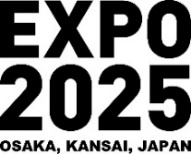 EXPO
2025
OSAKA, KANSAI, JAPAN